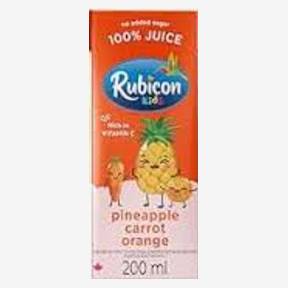 no added sugar
100% JUICE
Rubicon
kids
Rich in
Vitamin C
pineapple
carrot
orange
200 ml